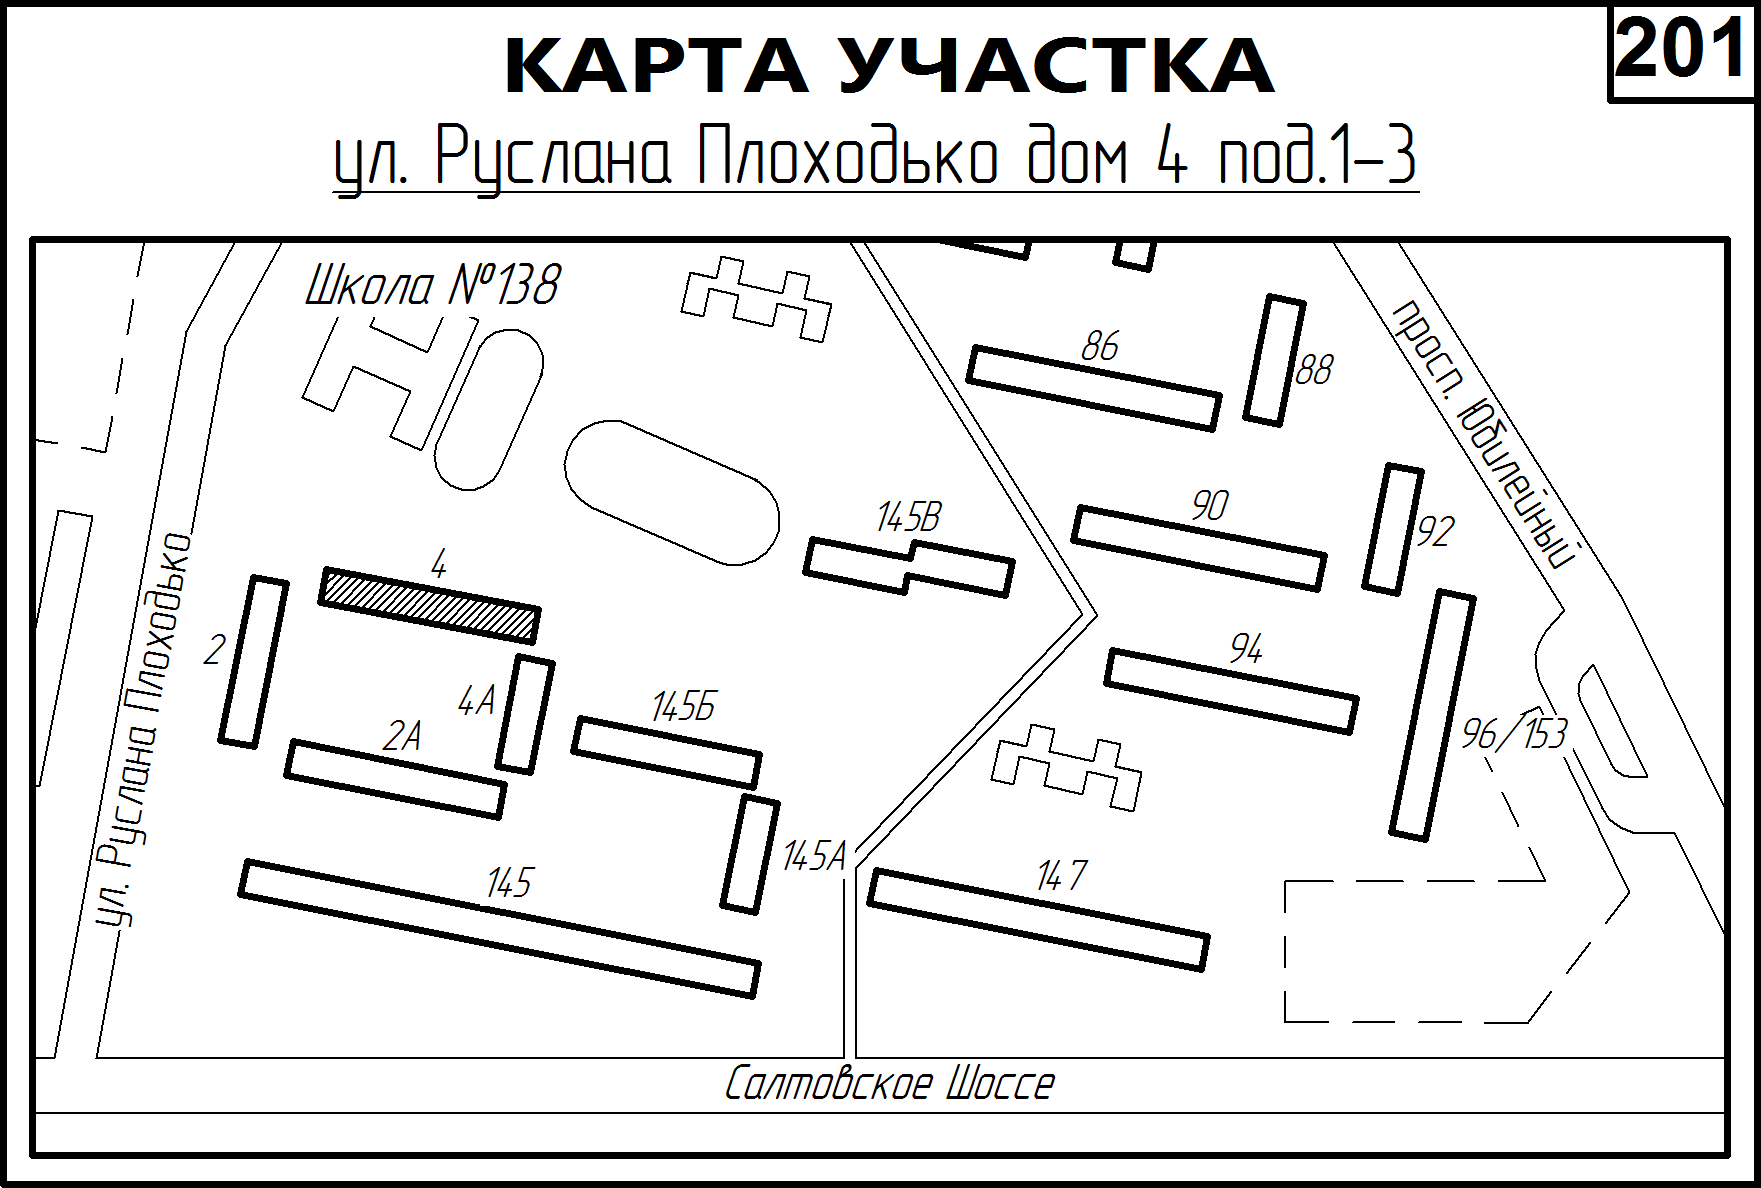 201
КАРТА УЧАСТКА
ул. Руслана Плоходько дом 4 под.1-3
Школа №138
86
88
просп. Юбилейный
145В
90
92
4
2
ул. Руслана Плоходько
4А
145Б
94
96/153
2А
145А
145
147
Салтовское Шоссе